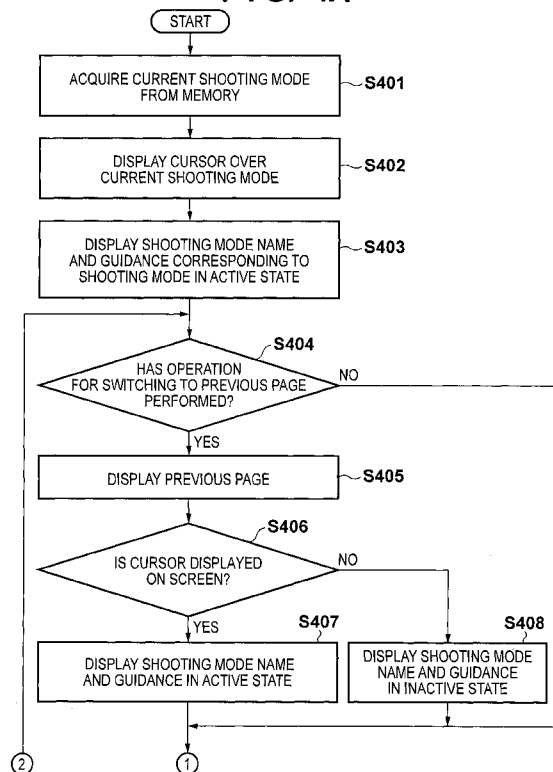 START
ACQUIRE CURRENT SHOOTING MODE
FROM MEMORY
S401
DISPLAY CURSOR OVER
CURRENT SHOOTING MODE
S402
DISPLAY SHOOTING MODE NAME
AND GUIDANCE CORRESPONDING TO
SHOOTING MODE IN ACTIVE STATE
S403
S404
HAS OPERATION
FOR SWITCHING TO PREVIOUS PAGE
PERFORMED?
NO
YES
DISPLAY PREVIOUS PAGE
S405
S406
IS CURSOR DISPLAYED
ON SCREEN?
NO
YES
S407
DISPLAY SHOOTING MODE NAME
AND GUIDANCE IN ACTIVE STATE
S408
DISPLAY SHOOTING MODE
NAME AND GUIDANCE
IN INACTIVE STATE
2
1